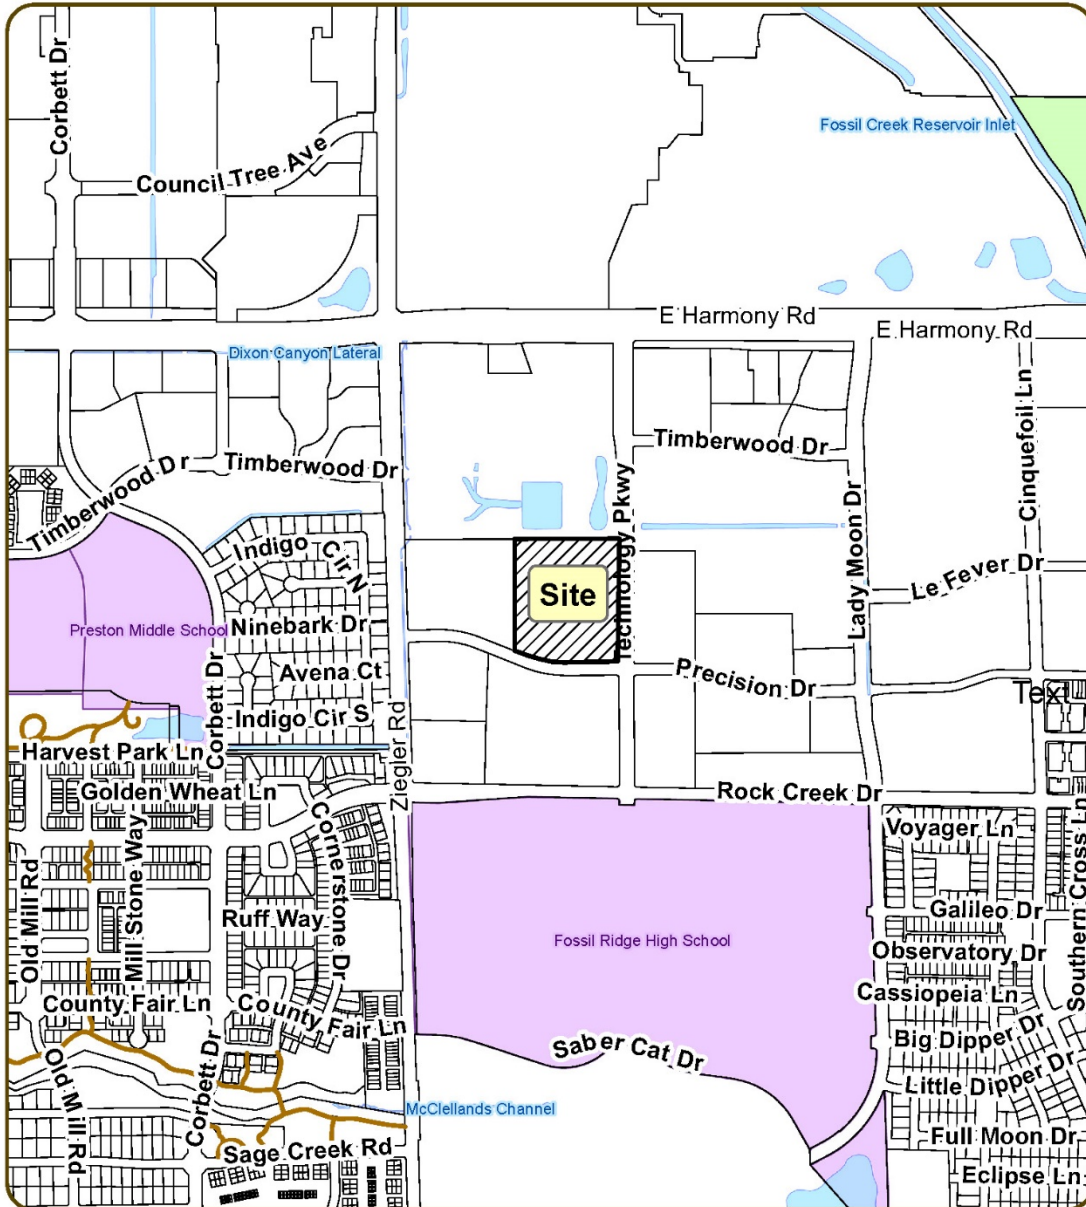 Corbett Dr
Council Tree Ave
Fossil Creek Reservoir Inlet
E Harmony Rd
E Harmony Rd
Dixon Canyon Lateral
Timberwood Dr
Timberwood Dr
Timberwood Dr
Technology Pkwy
Lady Moon Dr
Cinquefoil Ln
Indigo Cir N
Le Fever Dr
Site
Preston Middle School
Ninebark Dr
Corbett Dr
Avena Ct
Precision Dr
Text
Indigo Cir S
Ziegler Rd
Harvest Park Ln
Golden Wheat Ln
Rock Creek Dr
Cornerstone Dr
Voyager Ln
Mill Stone Way
Old Mill Rd
Ruff Way
Galileo Dr
Southern Cross Ln
Fossil Ridge High School
Observatory Dr
Cassiopeia Ln
County Fair Ln
County Fair Ln
Big Dipper Dr
Saber Cat Dr
Little Dipper Dr
Old Mill Rd
Corbett Dr
McClellands Channel
Full Moon Dr
Sage Creek Rd
Eclipse Ln